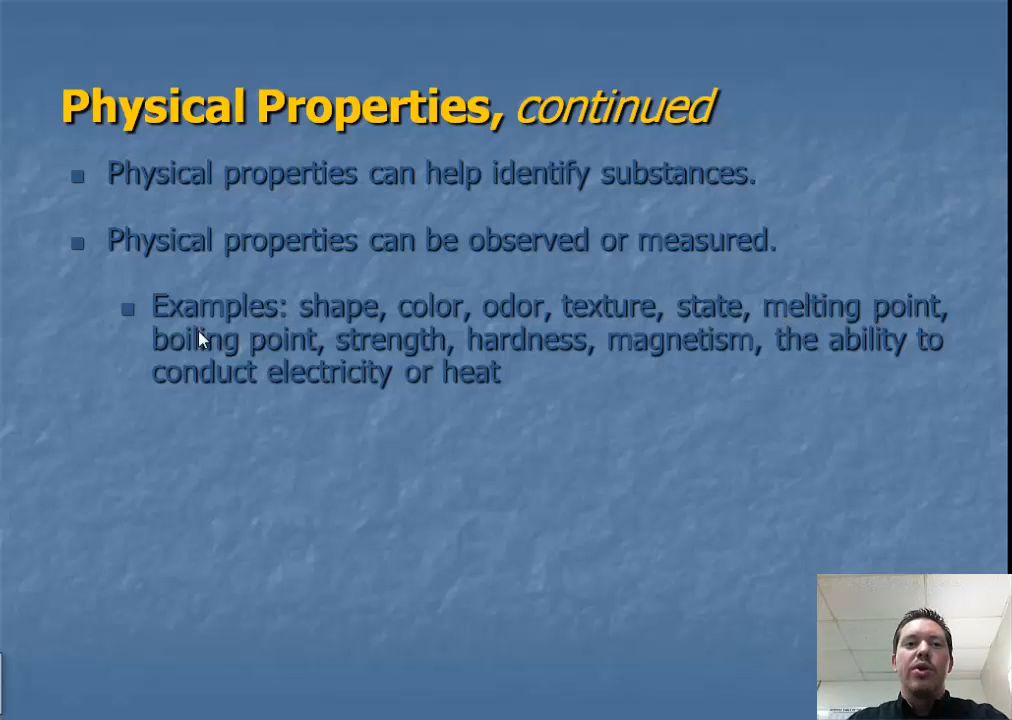 Physical Properties, continued
Physical properties can help identify substances.
Physical properties can be observed or measured.
Examples: shape, color, odor, texture, state, melting point,
boiling point, strength, hardness, magnetism, the ability to
conduct electricity or heat